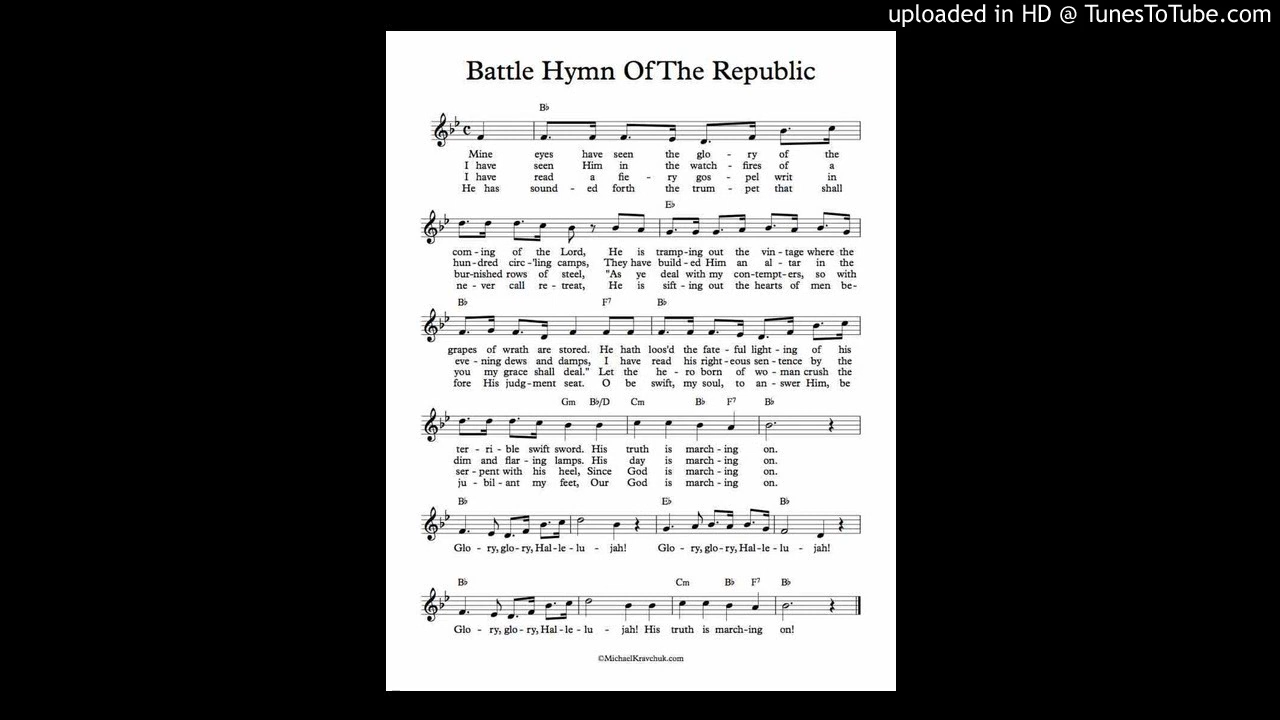 uploaded in HD @ TunesToTube.com
Battle Hymn Of The Republic
B♭
Mine eyes have seen the glo - ry of the
I have seen Him in the watch - fires of a
I have read a fie - ry gos - pel writ in
He has sound - ed forth the trum - pet that shall
E♭
com - ing of the Lord, He is tramp-ing out the vin - tage where the
hun-dred circ-'ling camps, They have build - ed Him an al - tar in the
bur-nished rows of steel, "As ye deal with my con-tempt-ers, so with
ne - ver call re - treat, He is sift - ing out the hearts of men be-
B♭ F7 B♭
grapes of wrath are stored. He hath loos'd the fate - ful light - ing of his
eve - ning dews and damps, I have read his right-eous sen - tence by the
you my grace shall deal." Let the he - ro born of wo - man crush the
fore His judg-ment seat. O be swift, my soul, to an - swer Him, be
Gm B♭/D Cm B♭ F7 B♭
ter - ri - ble swift sword. His truth is march - ing on.
dim and flar - ing lamps. His day is march - ing on.
ser - pent with his heel, Since God is march - ing on.
ju - bil - ant my feet, Our God is march - ing on.
B♭ E♭ B♭
Glo - ry, glo - ry, Hal - le - lu - jah! Glo - ry, glo - ry, Hal - le - lu - jah!
B♭ Cm B♭ F7 B♭
Glo - ry, glo - ry, Hal - le - lu - jah! His truth is march-ing on!
©MichaelKravchuk.com